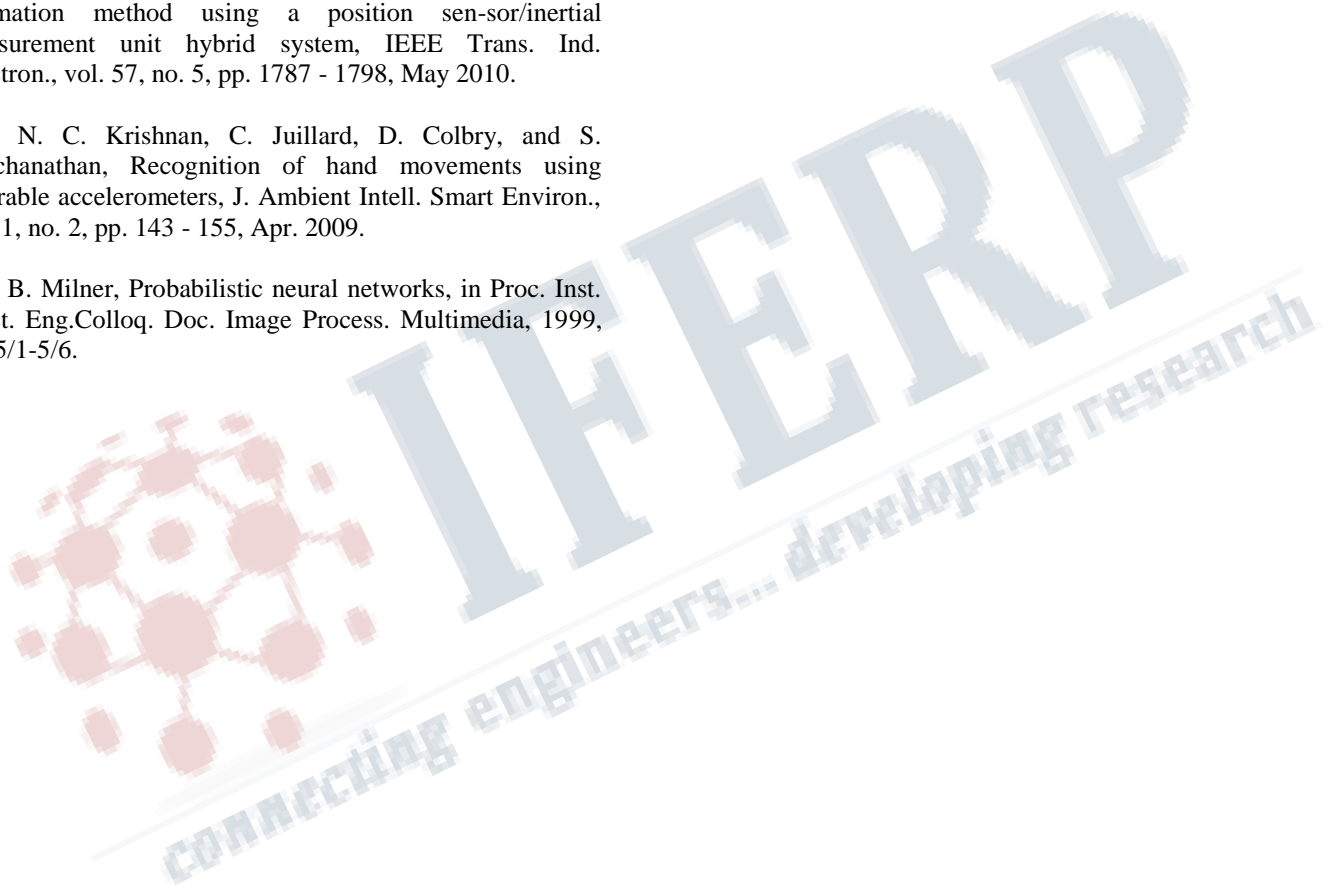 mation method using a position sen-sor/inertial
surement unit hybrid system, IEEE Trans. Ind.
tron., vol. 57, no. 5, pp. 1787 - 1798, May 2010.
N. C. Krishnan, C. Juillard, D. Colbry, and S.
chanathan, Recognition of hand movements using
rable accelerometers, J. Ambient Intell. Smart Environ.,
1, no. 2, pp. 143 - 155, Apr. 2009.
B. Milner, Probabilistic neural networks, in Proc. Inst.
t. Eng.Colloq. Doc. Image Process. Multimedia, 1999,
5/1-5/6.
IFERP
connecting engineers... developing research